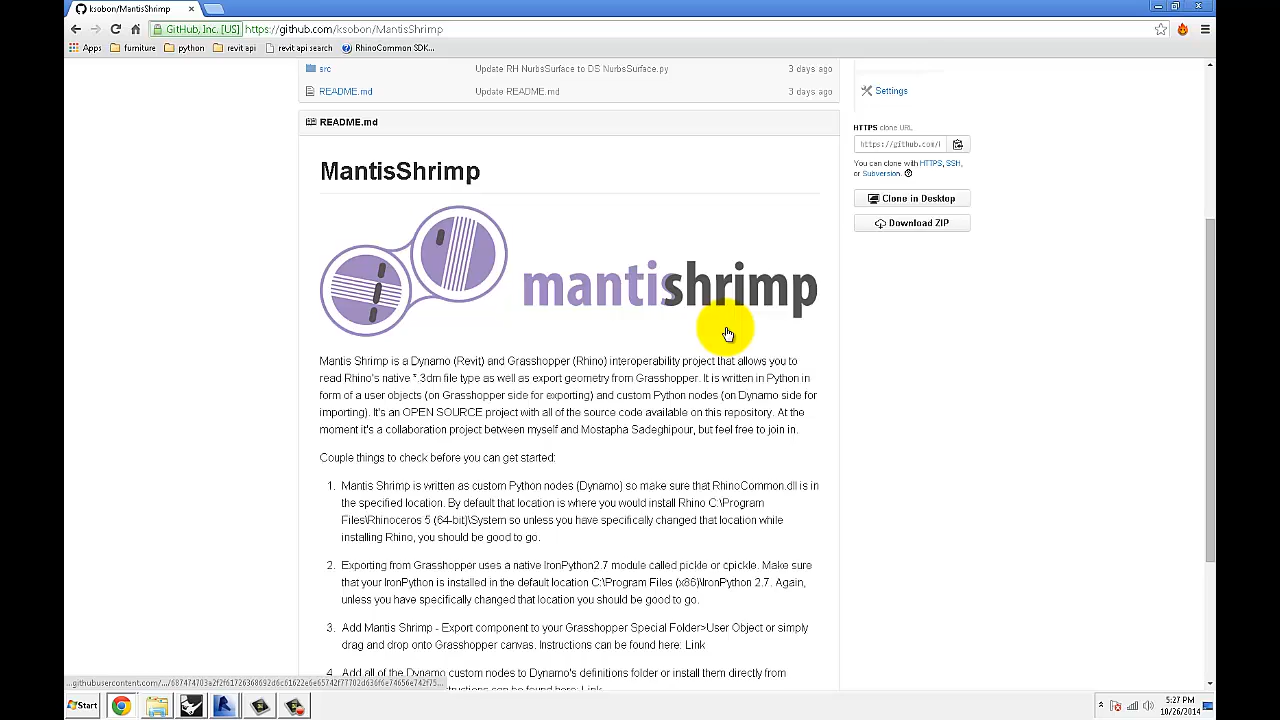 ksobon/MantisShrimp
GitHub, Inc. [US] https://github.com/ksobon/MantisShrimp
Apps furniture python revit api revit api search RhinoCommon SDK...
src Update RH NurbsSurface to DS NurbsSurface.py 3 days ago
README.md Update README.md 3 days ago
Settings
HTTPS clone URL
https://github.com/l
You can clone with HTTPS, SSH,
or Subversion.
Clone in Desktop
Download ZIP
README.md
MantisShrimp
mantishrimp
Mantis Shrimp is a Dynamo (Revit) and Grasshopper (Rhino) interoperability project that allows you to
read Rhino's native *.3dm file type as well as export geometry from Grasshopper. It is written in Python in
form of a user objects (on Grasshopper side for exporting) and custom Python nodes (on Dynamo side for
importing). It's an OPEN SOURCE project with all of the source code available on this repository. At the
moment it's a collaboration project between myself and Mostapha Sadeghipour, but feel free to join in.
Couple things to check before you can get started:
1. Mantis Shrimp is written as custom Python nodes (Dynamo) so make sure that RhinoCommon.dll is in
the specified location. By default that location is where you would install Rhino C:\Program
Files\Rhinoceros 5 (64-bit)\System so unless you have specifically changed that location while
installing Rhino, you should be good to go.
2. Exporting from Grasshopper uses a native IronPython2.7 module called pickle or cpickle. Make sure
that your IronPython is installed in the default location C:\Program Files (x86)\IronPython 2.7. Again,
unless you have specifically changed that location you should be good to go.
3. Add Mantis Shrimp - Export component to your Grasshopper Special Folder>User Object or simply
drag and drop onto Grasshopper canvas. Instructions can be found here: Link
4. Add all of the Dynamo custom nodes to Dynamo's definitions folder or install them directly from
Start
5:27 PM
10/26/2014